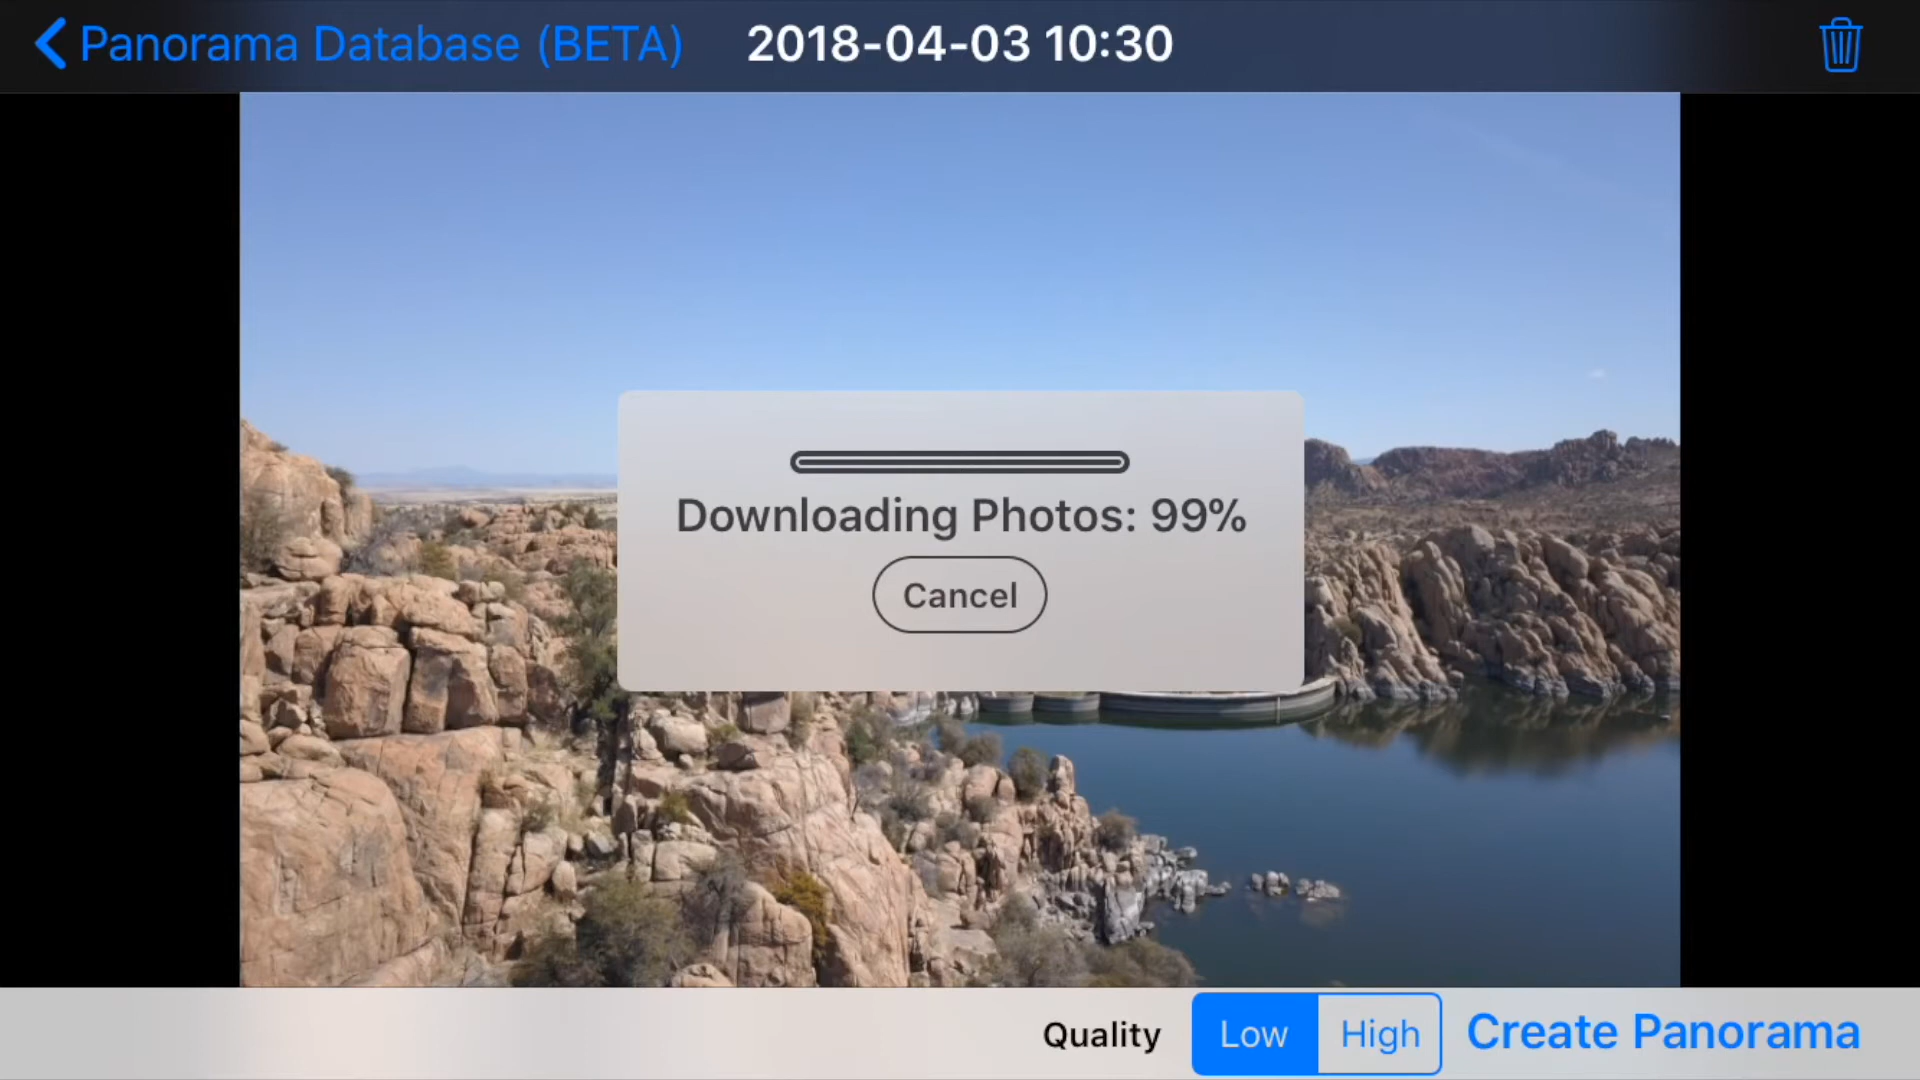 Panorama Database (BETA)
2018-04-03 10:30
Downloading Photos: 99%
Cancel
Quality
Low
High
Create Panorama